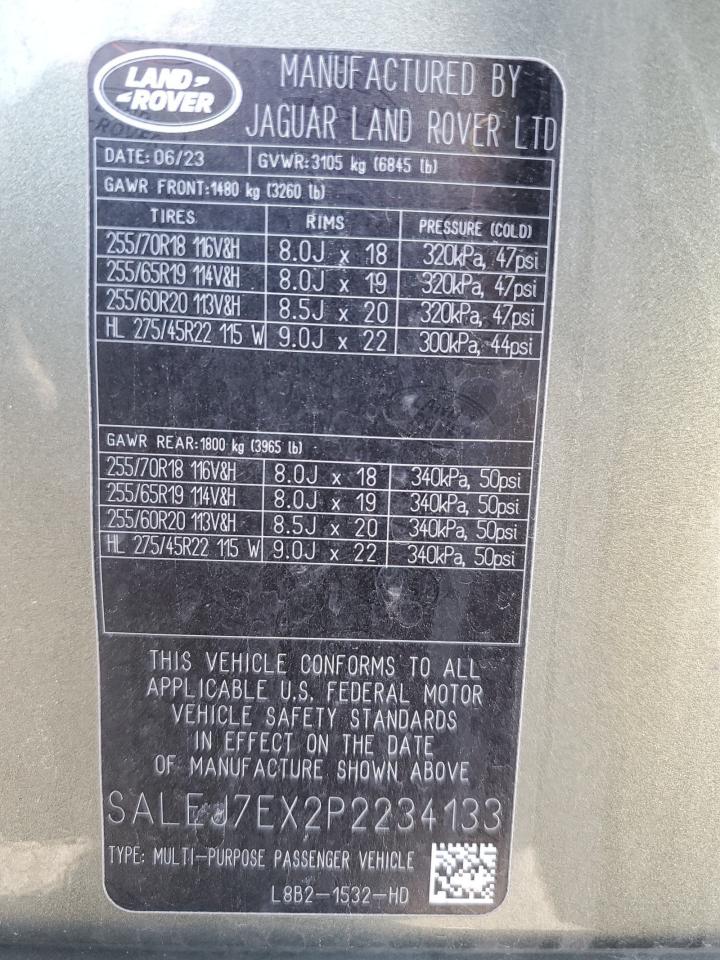 LAND ROVER
MANUFACTURED BY
JAGUAR LAND ROVER LTD
DATE: 06/23 GVWR: 3105 kg (6845 lb)
GAWR FRONT: 1480 kg (3260 lb)
TIRES RIMS PRESSURE (COLD)
255/70R18 116V&H 8.0J x 18 320kPa, 47psi
255/65R19 114V&H 8.0J x 19 320kPa, 47psi
255/60R20 113V&H 8.5J x 20 320kPa, 47psi
HL 275/45R22 115 W 9.0J x 22 300kPa, 44psi
GAWR REAR: 1800 kg (3965 lb)
255/70R18 116V&H 8.0J x 18 340kPa, 50psi
255/65R19 114V&H 8.0J x 19 340kPa, 50psi
255/60R20 113V&H 8.5J x 20 340kPa, 50psi
HL 275/45R22 115 W 9.0J x 22 340kPa, 50psi
THIS VEHICLE CONFORMS TO ALL
APPLICABLE U.S. FEDERAL MOTOR
VEHICLE SAFETY STANDARDS
IN EFFECT ON THE DATE
OF MANUFACTURE SHOWN ABOVE
SALEJ7EX2P2234133
TYPE: MULTI-PURPOSE PASSENGER VEHICLE
L8B2-1532-HD